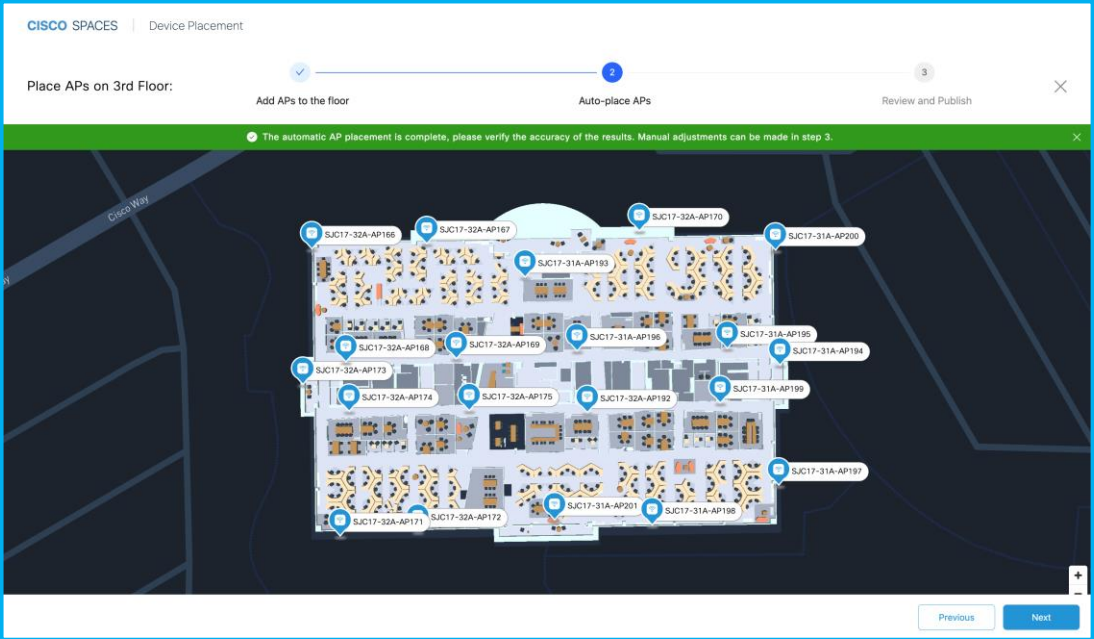 CISCO SPACES Device Placement
Place APs on 3rd Floor:
2
3
Add APs to the floor
Auto-place APs
Review and Publish
The automatic AP placement is complete, please verify the accuracy of the results. Manual adjustments can be made in step 3.
Cisco Way
SJC17-32A-AP166
SJC17-32A-AP167
SJC17-32A-AP170
SJC17-31A-AP200
SJC17-31A-AP193
SJC17-32A-AP168
SJC17-32A-AP169
SJC17-31A-AP196
SJC17-31A-AP195
SJC17-31A-AP194
SJC17-32A-AP173
SJC17-32A-AP174
SJC17-32A-AP175
SJC17-32A-AP192
SJC17-31A-AP199
SJC17-31A-AP197
SJC17-32A-AP171
SJC17-32A-AP172
SJC17-31A-AP201
SJC17-31A-AP198
+
−
Previous
Next